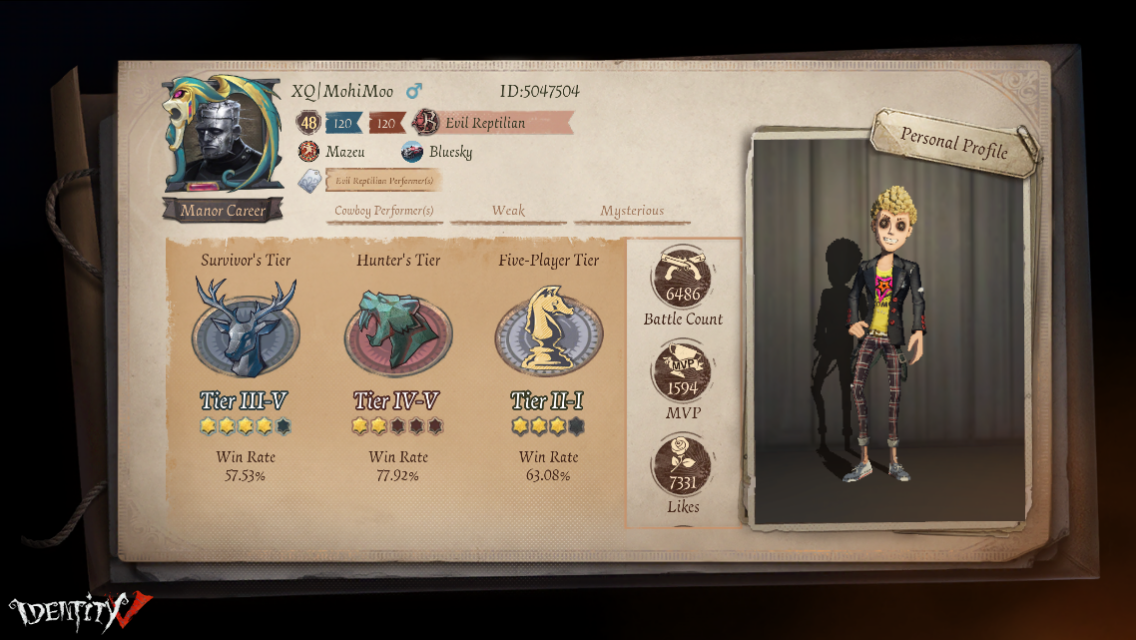 XQ|MohiMoo ♂ ID:5047504
48 120 120 Evil Reptilian
Mazeu Bluesky
Evil Reptilian Performer(s)
Manor Career
Cowboy Performer(s) Weak Mysterious
Personal Profile
Survivor's Tier Hunter's Tier Five-Player Tier
Tier III-V Tier IV-V Tier II-I
Win Rate Win Rate Win Rate
57.53% 77.92% 63.08%
6486
Battle Count
MVP
1594
MVP
7331
Likes
IDENTITY V